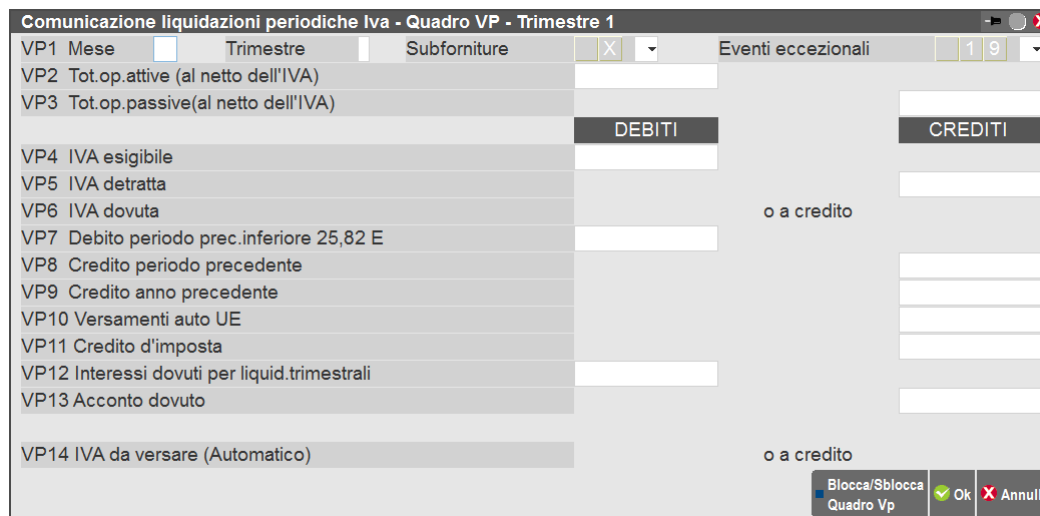 Comunicazione liquidazioni periodiche Iva - Quadro VP - Trimestre 1
VP1 Mese Trimestre Subforniture X Eventi eccezionali 1 9
VP2 Tot.op.attive (al netto dell'IVA)
VP3 Tot.op.passive(al netto dell'IVA)
DEBITI CREDITI
VP4 IVA esigibile
VP5 IVA detratta
VP6 IVA dovuta o a credito
VP7 Debito periodo prec.inferiore 25,82 E
VP8 Credito periodo precedente
VP9 Credito anno precedente
VP10 Versamenti auto UE
VP11 Credito d'imposta
VP12 Interessi dovuti per liquid.trimestrali
VP13 Acconto dovuto
VP14 IVA da versare (Automatico) o a credito
Blocca/Sblocca
Quadro Vp
Ok
Annull